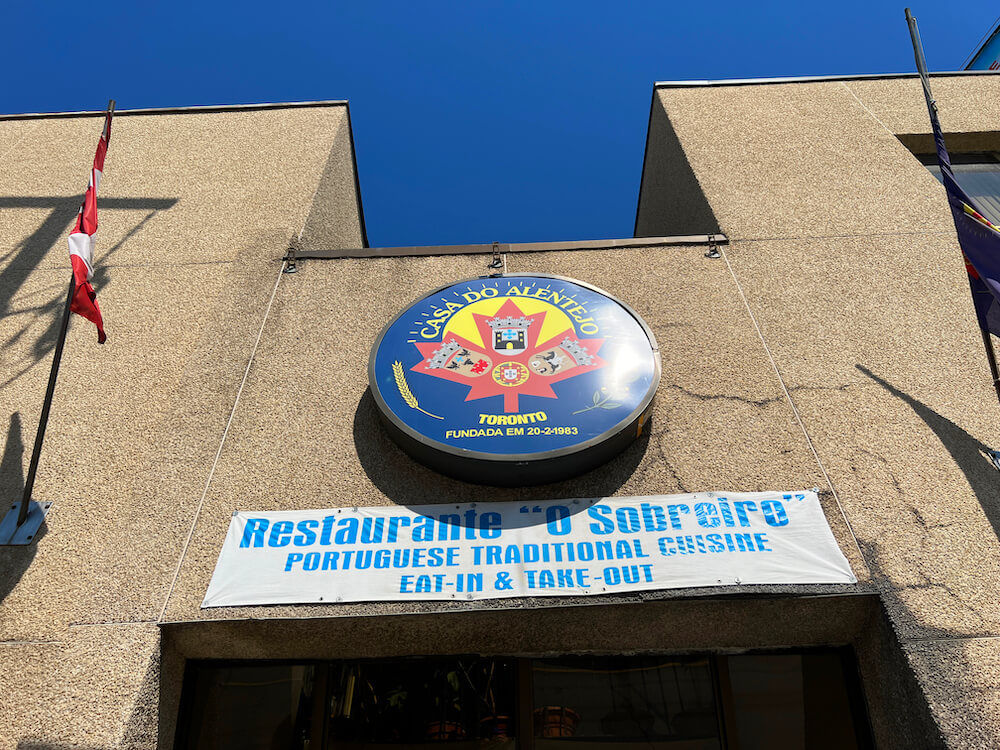 CASA DO ALENTEJO
TORONTO
FUNDADA EM 20-2-1983
Restaurante "O Sobreiro"
PORTUGUESE TRADITIONAL CUISINE
EAT-IN & TAKE-OUT